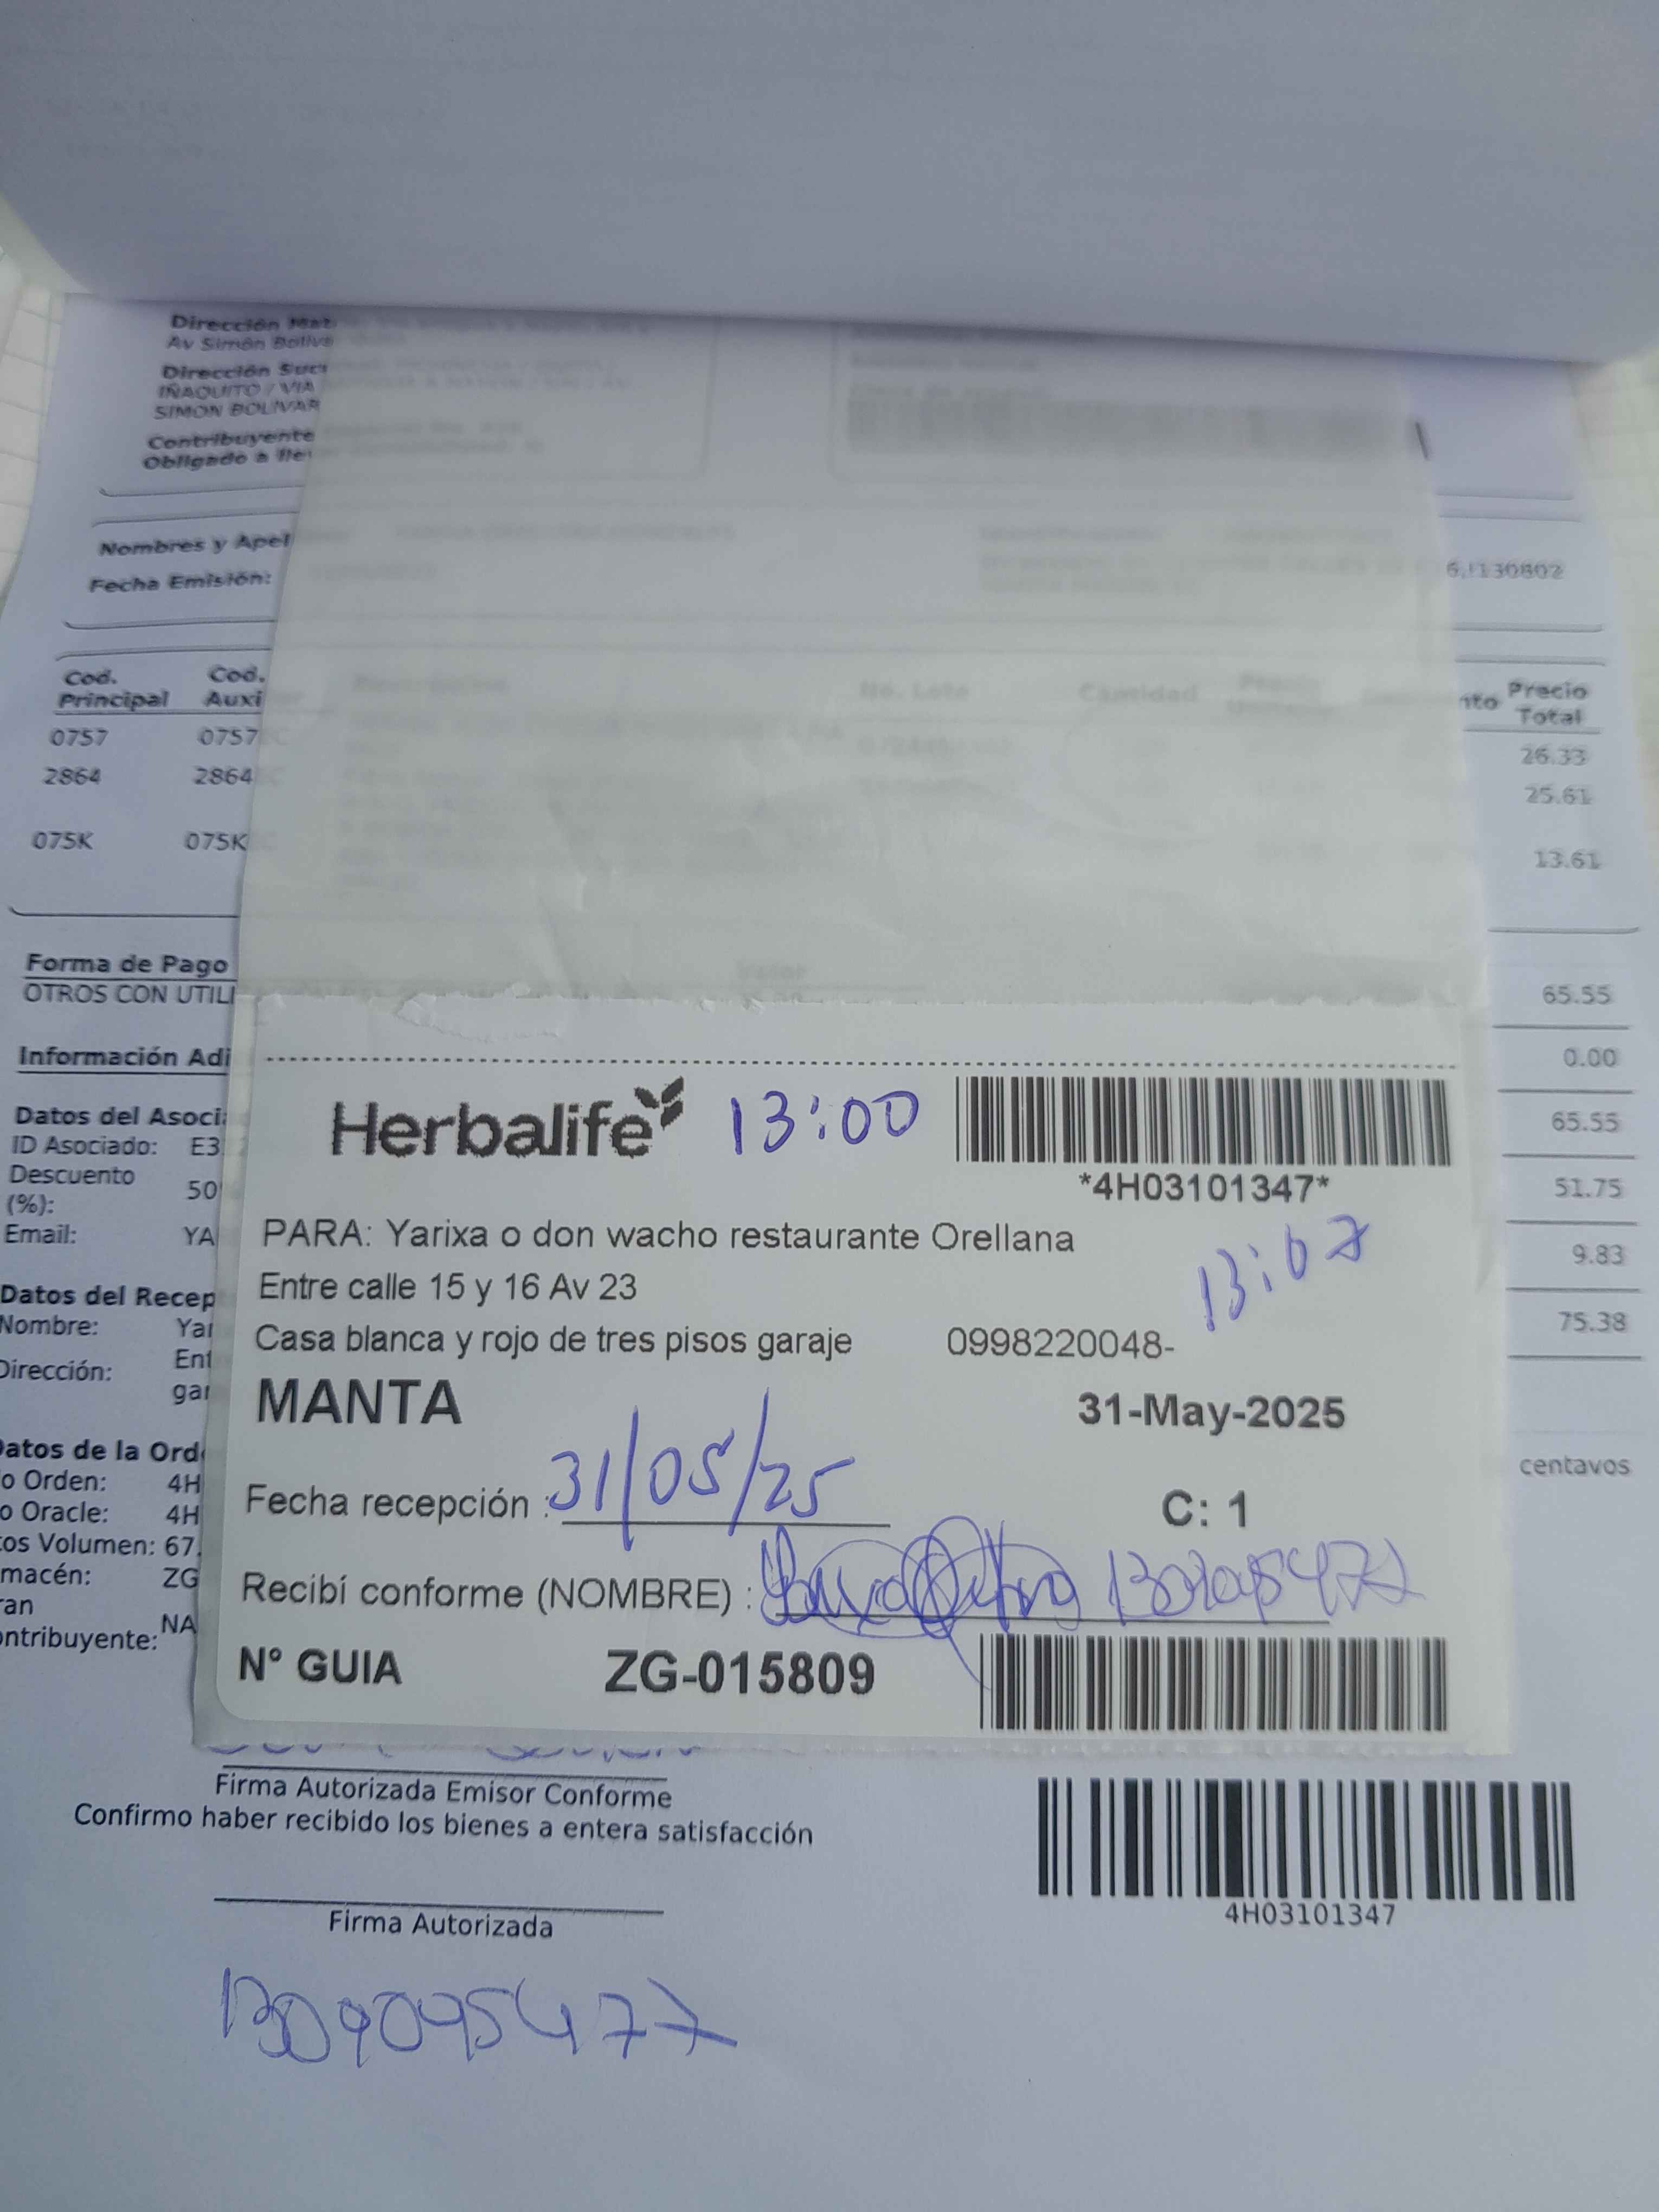 Dirección
Av Simón Boliva
Dirección Suc
IÑAQUITO / VIA
SIMON BOLIVAR
Contribuyente
Obligado a lle
Nombres y Apel
Fecha Emisión:
6,!130802
Cod. Principal Cod. Auxi No. Lote Cantidad nto Precio Total
0757 0757 26.33
2864 2864 25.61
075K 075K 13.61
Forma de Pago
OTROS CON UTILI 65.55
Información Adi 0.00
Datos del Asoci 65.55
ID Asociado: E3
Descuento (%): 50 51.75
Email: YA 9.83
Datos del Recep
Nombre: Yar 75.38
Dirección: Ent
gar
Datos de la Ord centavos
o Orden: 4H
o Oracle: 4H
tos Volumen: 67.
macén: ZG
ran
ontribuyente: NA
Herbalife 13:00
*4H03101347*
PARA: Yarixa o don wacho restaurante Orellana
Entre calle 15 y 16 Av 23
13:07
Casa blanca y rojo de tres pisos garaje 0998220048-
MANTA 31-May-2025
Fecha recepción : 31/05/25 C: 1
Recibí conforme (NOMBRE) :
N° GUIA ZG-015809
Firma Autorizada Emisor Conforme
Confirmo haber recibido los bienes a entera satisfacción
Firma Autorizada
4H03101347
1309095477